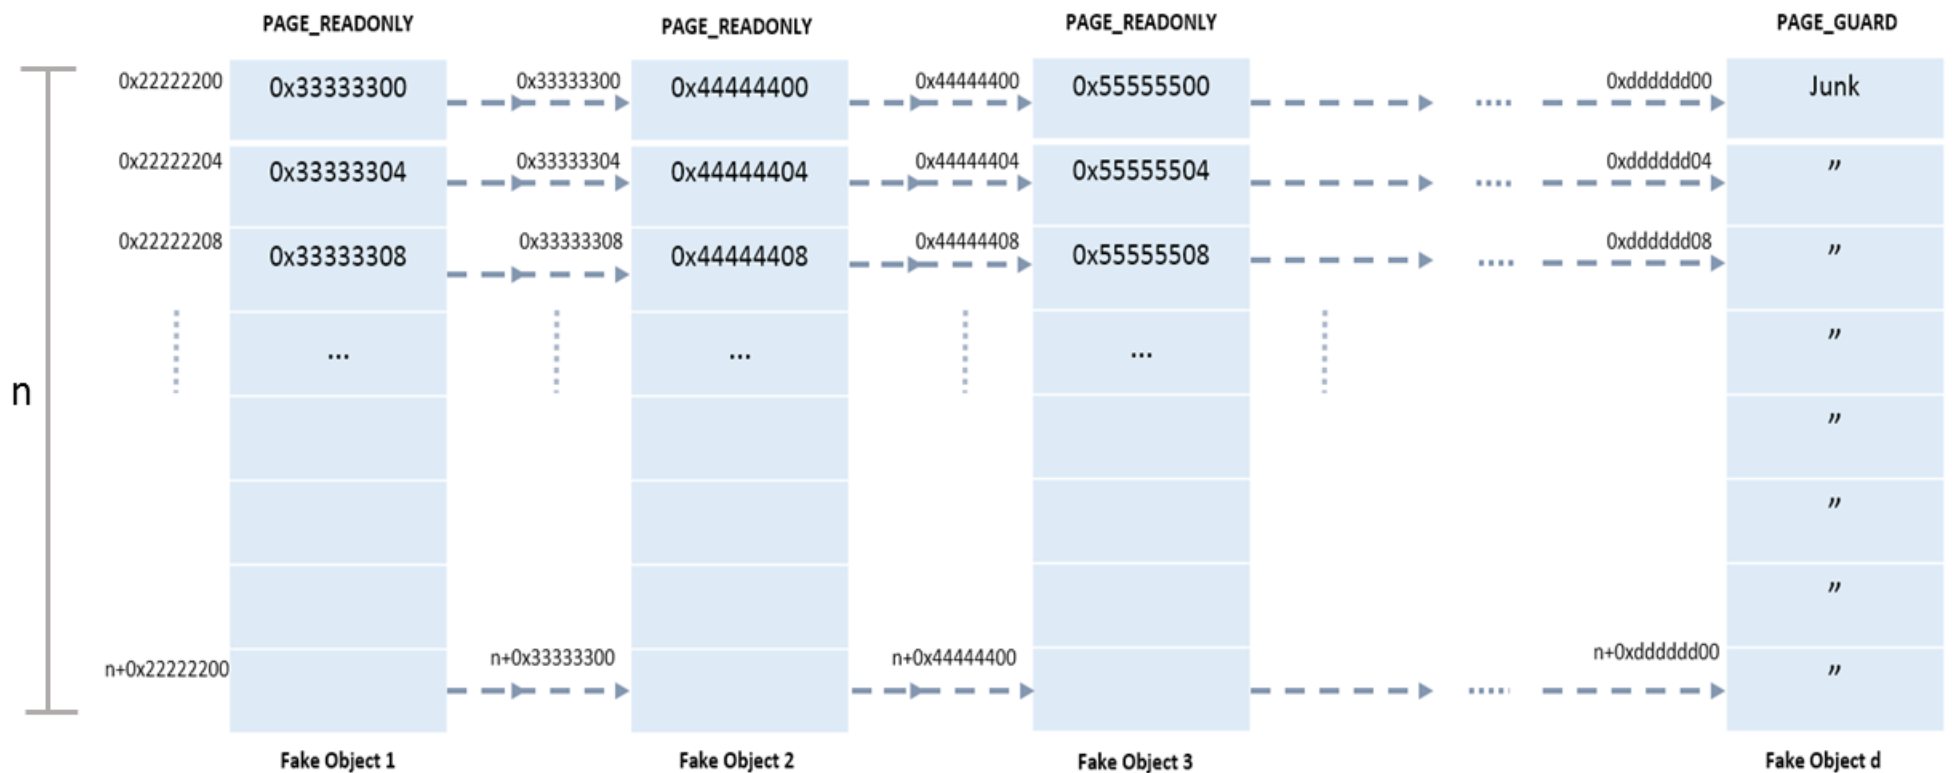 PAGE_READONLY PAGE_READONLY PAGE_READONLY PAGE_GUARD
0x22222200 0x33333300 0x33333300 0x44444400 0x44444400 0x55555500 .... 0xdddddd00 Junk
0x22222204 0x33333304 0x33333304 0x44444404 0x44444404 0x55555504 .... 0xdddddd04 "
0x22222208 0x33333308 0x33333308 0x44444408 0x44444408 0x55555508 .... 0xdddddd08 "
... ... ... "
n "
"
"
n+0x22222200 n+0x33333300 n+0x44444400 .... n+0xdddddd00 "
Fake Object 1 Fake Object 2 Fake Object 3 Fake Object d